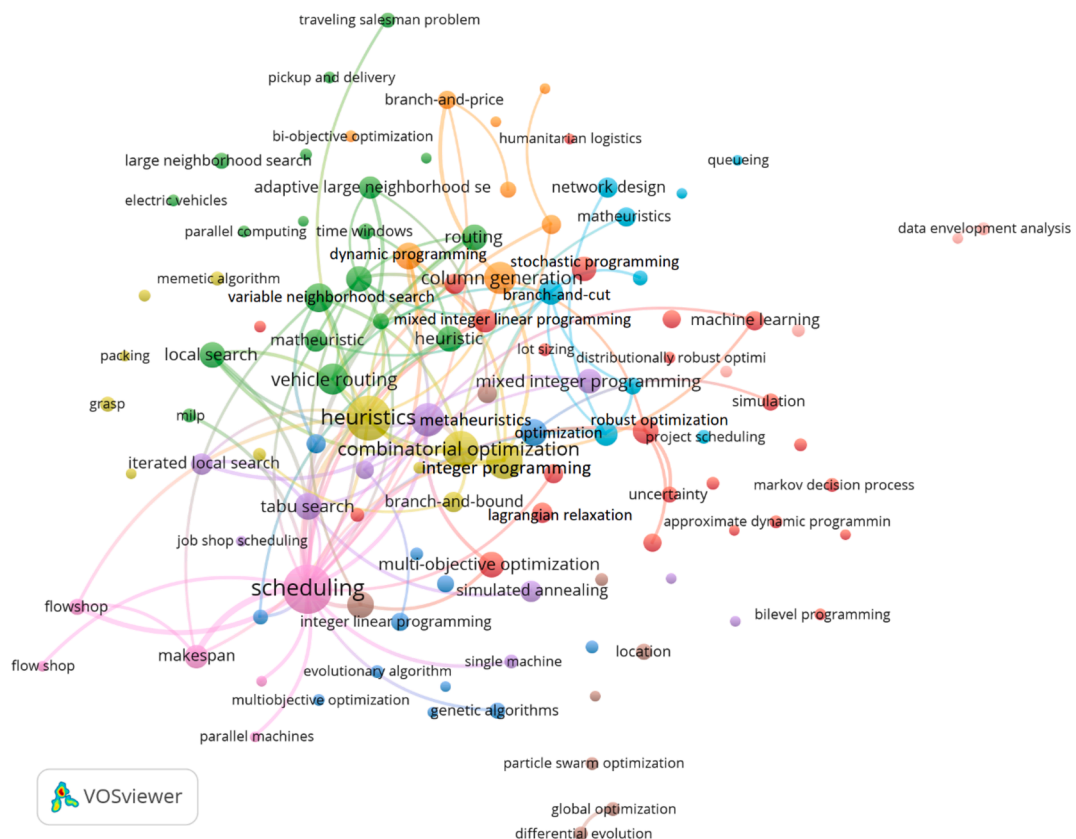 traveling salesman problem
pickup and delivery
branch-and-price
bi-objective optimization
humanitarian logistics
large neighborhood search
queueing
adaptive large neighborhood se
network design
electric vehicles
matheuristics
parallel computing
time windows
routing
data envelopment analysis
dynamic programming
stochastic programming
memetic algorithm
column generation
variable neighborhood search
branch-and-cut
mixed integer linear programming
machine learning
matheuristic
heuristic
lot sizing
packing
local search
distributionally robust optimi
vehicle routing
mixed integer programming
grasp
simulation
milp
heuristics
metaheuristics
robust optimization
optimization
project scheduling
combinatorial optimization
iterated local search
integer programming
markov decision process
uncertainty
tabu search
branch-and-bound
lagrangian relaxation
approximate dynamic programmin
job shop scheduling
multi-objective optimization
scheduling
simulated annealing
flowshop
bilevel programming
integer linear programming
makespan
location
flow shop
single machine
evolutionary algorithm
multiobjective optimization
genetic algorithms
parallel machines
particle swarm optimization
VOSviewer
global optimization
differential evolution